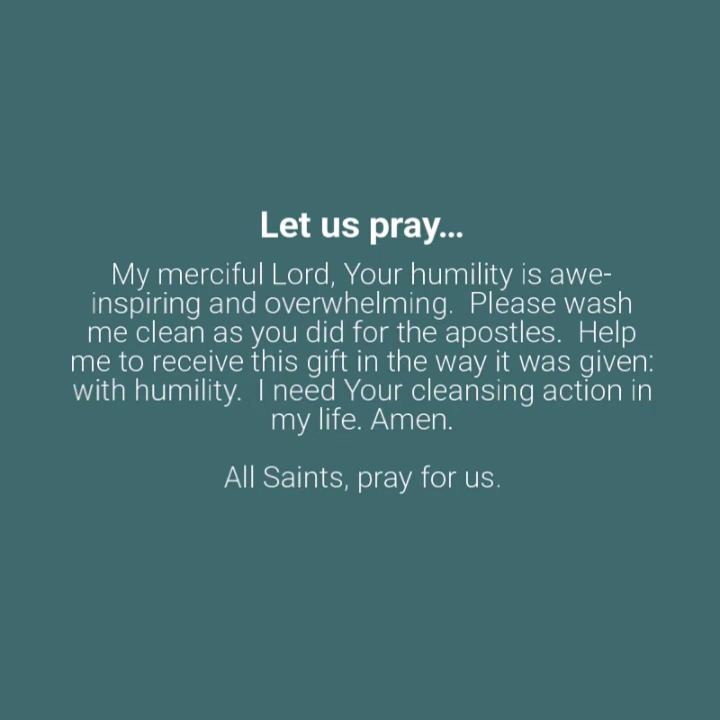 Let us pray...
My merciful Lord, Your humility is awe-
inspiring and overwhelming.  Please wash
me clean as you did for the apostles.  Help
me to receive this gift in the way it was given:
with humility.  I need Your cleansing action in
my life. Amen.
All Saints, pray for us.